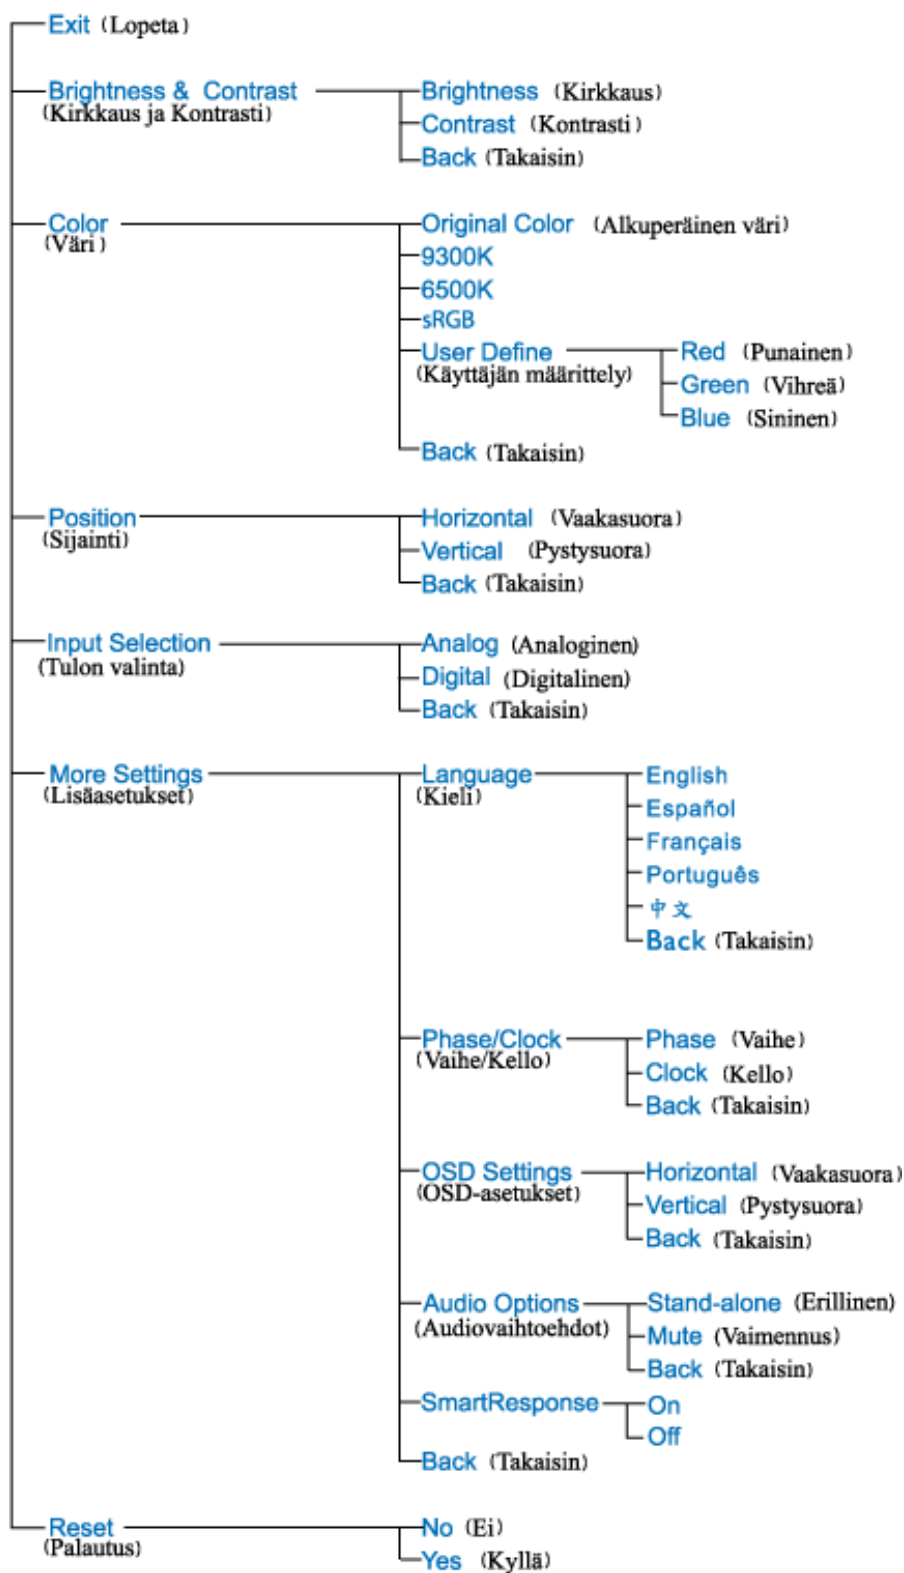 Exit (Lopeta)
Brightness & Contrast
(Kirkkaus ja Kontrasti)
Brightness (Kirkkaus)
Contrast (Kontrasti)
Back (Takaisin)
Color
(Väri)
Original Color (Alkuperäinen väri)
9300K
6500K
sRGB
User Define
(Käyttäjän määrittely)
Red (Punainen)
Green (Vihreä)
Blue (Sininen)
Back (Takaisin)
Position
(Sijainti)
Horizontal (Vaakasuora)
Vertical (Pystysuora)
Back (Takaisin)
Input Selection
(Tulon valinta)
Analog (Analoginen)
Digital (Digitalinen)
Back (Takaisin)
More Settings
(Lisäasetukset)
Language
(Kieli)
English
Español
Français
Português
中文
Back (Takaisin)
Phase/Clock
(Vaihe/Kello)
Phase (Vaihe)
Clock (Kello)
Back (Takaisin)
OSD Settings
(OSD-asetukset)
Horizontal (Vaakasuora)
Vertical (Pystysuora)
Back (Takaisin)
Audio Options
(Audiovaihtoehdot)
Stand-alone (Erillinen)
Mute (Vaimennus)
Back (Takaisin)
SmartResponse
On
Off
Back (Takaisin)
Reset
(Palautus)
No (Ei)
Yes (Kyllä)